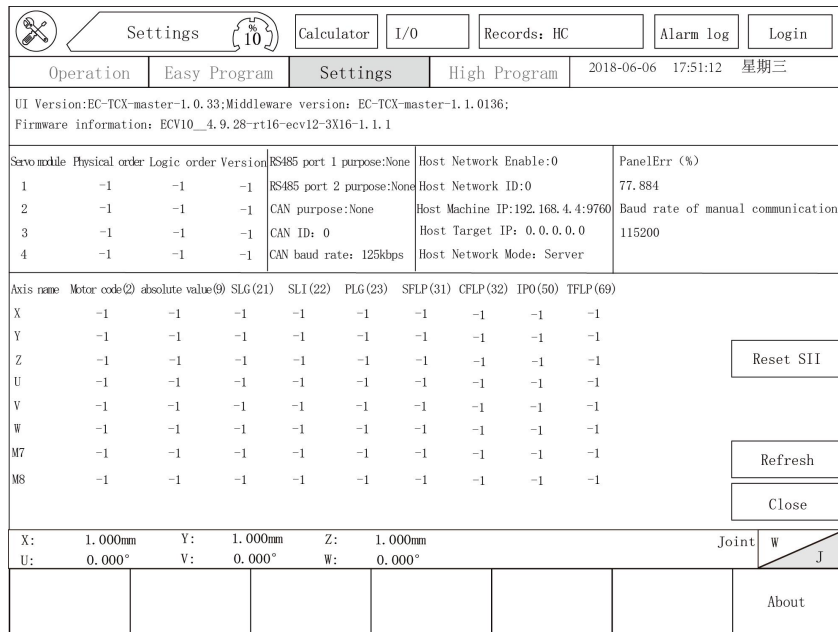 Settings % 10 Calculator I/O Records: HC Alarm log Login
Operation Easy Program Settings High Program 2018-06-06 17:51:12 星期三
UI Version:EC-TCX-master-1.0.33;Middleware version: EC-TCX-master-1.1.0136;
Firmware information: ECV10__4.9.28-rt16-ecv12-3X16-1.1.1
Servo module Physical order Logic order Version RS485 port 1 purpose:None Host Network Enable:0 PanelErr (%)
1 -1 -1 -1 RS485 port 2 purpose:None Host Network ID:0 77.884
2 -1 -1 -1 CAN purpose:None Host Machine IP:192.168.4.4:9760 Baud rate of manual communication
3 -1 -1 -1 CAN ID: 0 Host Target IP: 0.0.0.0.0 115200
4 -1 -1 -1 CAN baud rate: 125kbps Host Network Mode: Server
Axis name Motor code(2) absolute value(9) SLG(21) SLI(22) PLG(23) SFLP(31) CFLP(32) IPO(50) TFLP(69)
X -1 -1 -1 -1 -1 -1 -1 -1 -1
Y -1 -1 -1 -1 -1 -1 -1 -1 -1
Z -1 -1 -1 -1 -1 -1 -1 -1 -1 Reset SII
U -1 -1 -1 -1 -1 -1 -1 -1 -1
V -1 -1 -1 -1 -1 -1 -1 -1 -1
W -1 -1 -1 -1 -1 -1 -1 -1 -1
M7 -1 -1 -1 -1 -1 -1 -1 -1 -1 Refresh
M8 -1 -1 -1 -1 -1 -1 -1 -1 -1
Close
X: 1.000mm Y: 1.000mm Z: 1.000mm Joint W J
U: 0.000° V: 0.000° W: 0.000°
About